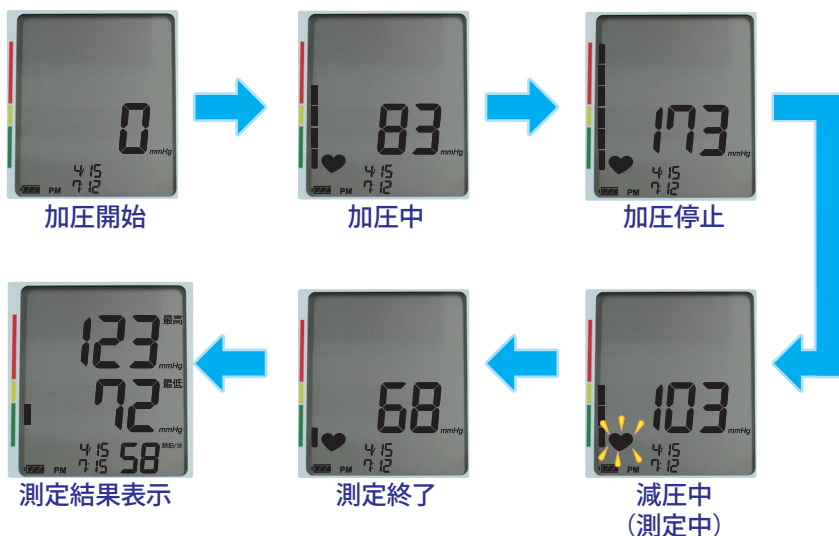 0
mmHg
4/15
PM 7:12
加圧開始
83
mmHg
4/15
PM 7:12
加圧中
173
mmHg
4/15
PM 7:12
加圧停止
103
mmHg
4/15
PM 7:12
減圧中
（測定中）
68
mmHg
4/15
PM 7:12
測定終了
最高
123
mmHg
最低
72
mmHg
4/15
PM 7:15
58
測定結果表示